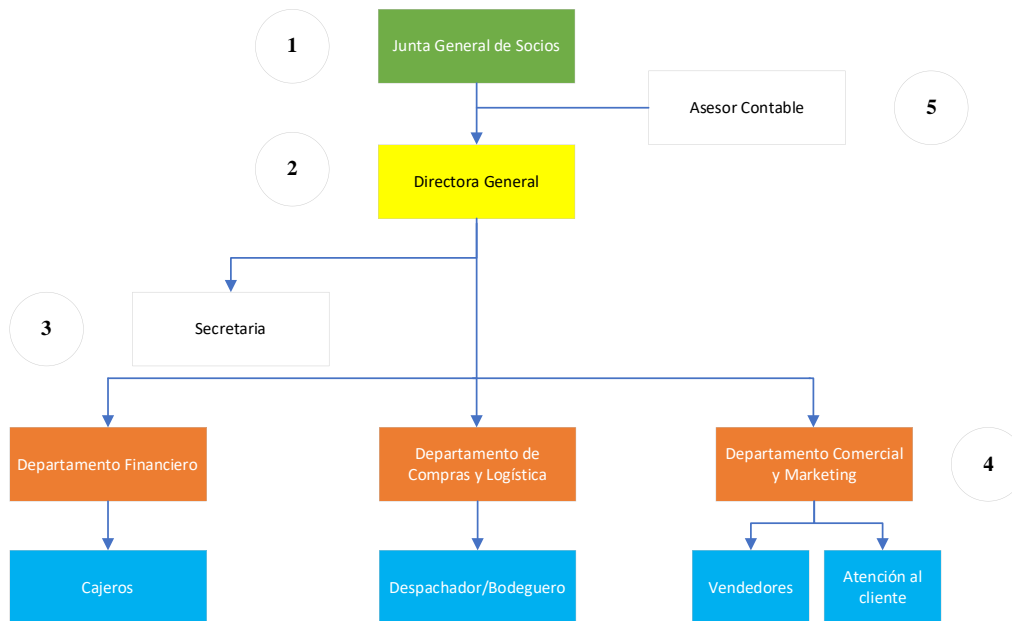 1
Junta General de Socios
Asesor Contable
5
2
Directora General
3
Secretaria
Departamento Financiero
Departamento de
Compras y Logística
Departamento Comercial
y Marketing
4
Cajeros
Despachador/Bodeguero
Vendedores
Atención al
cliente